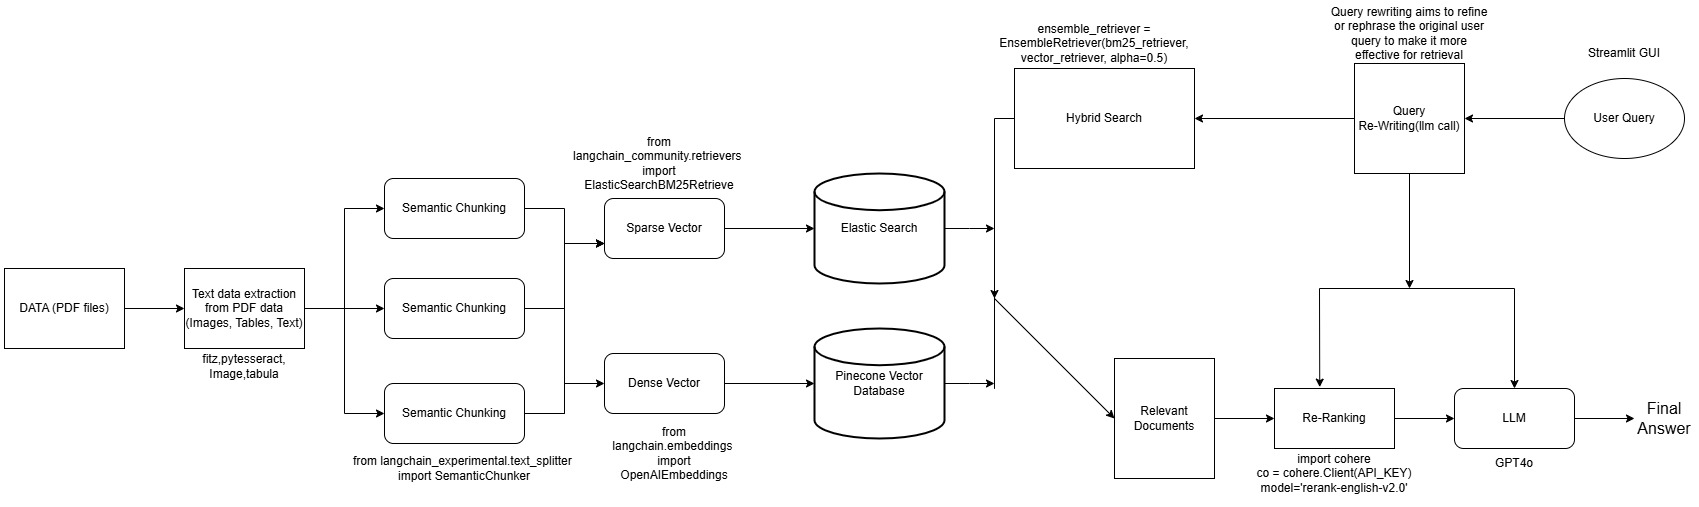 Query rewriting aims to refine
or rephrase the original user
query to make it more
effective for retrieval
ensemble_retriever =
EnsembleRetriever(bm25_retriever,
vector_retriever, alpha=0.5)
Streamlit GUI
Hybrid Search
Query
Re-Writing(llm call)
User Query
from
langchain_community.retrievers
import
ElasticSearchBM25Retrieve
Semantic Chunking
Sparse Vector
Elastic Search
DATA (PDF files)
Text data extraction
from PDF data
(Images, Tables, Text)
fitz,pytesseract,
Image,tabula
Semantic Chunking
Dense Vector
Pinecone Vector
Database
Semantic Chunking
from langchain_experimental.text_splitter
import SemanticChunker
from
langchain.embeddings
import
OpenAIEmbeddings
Relevant
Documents
Re-Ranking
import cohere
co = cohere.Client(API_KEY)
model='rerank-english-v2.0'
LLM
GPT4o
Final
Answer